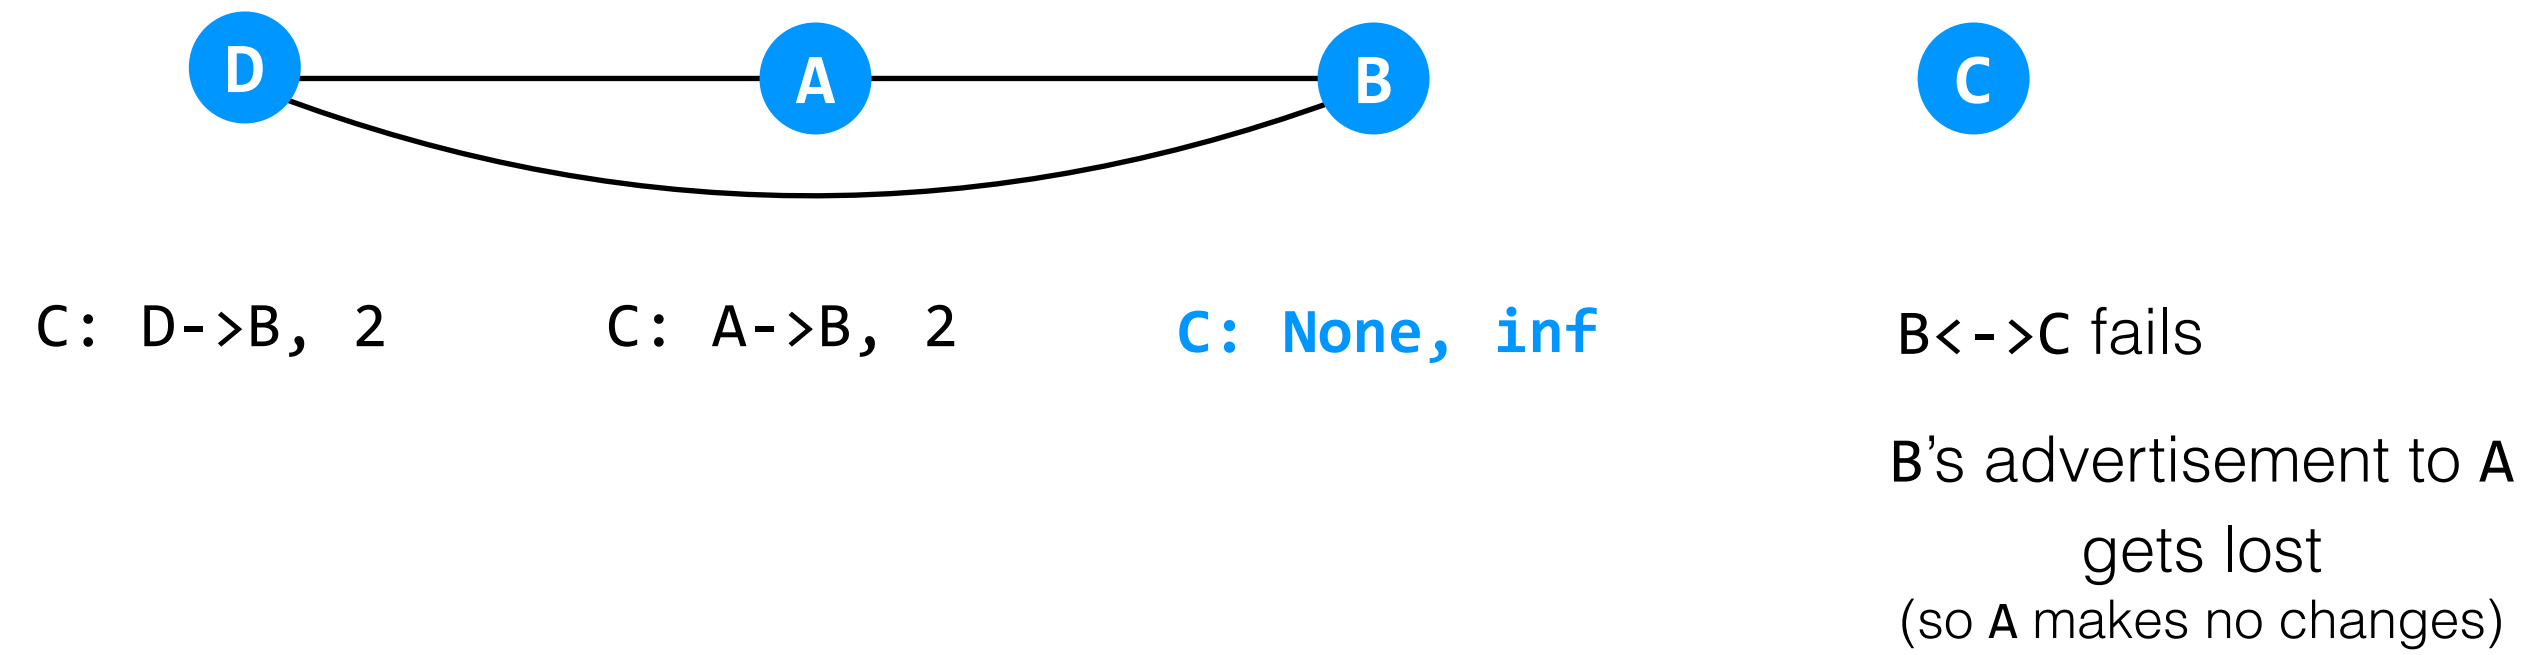 D
A
B
C
C: D->B, 2
C: A->B, 2
C: None, inf
B<->C fails
B’s advertisement to A
gets lost
(so A makes no changes)